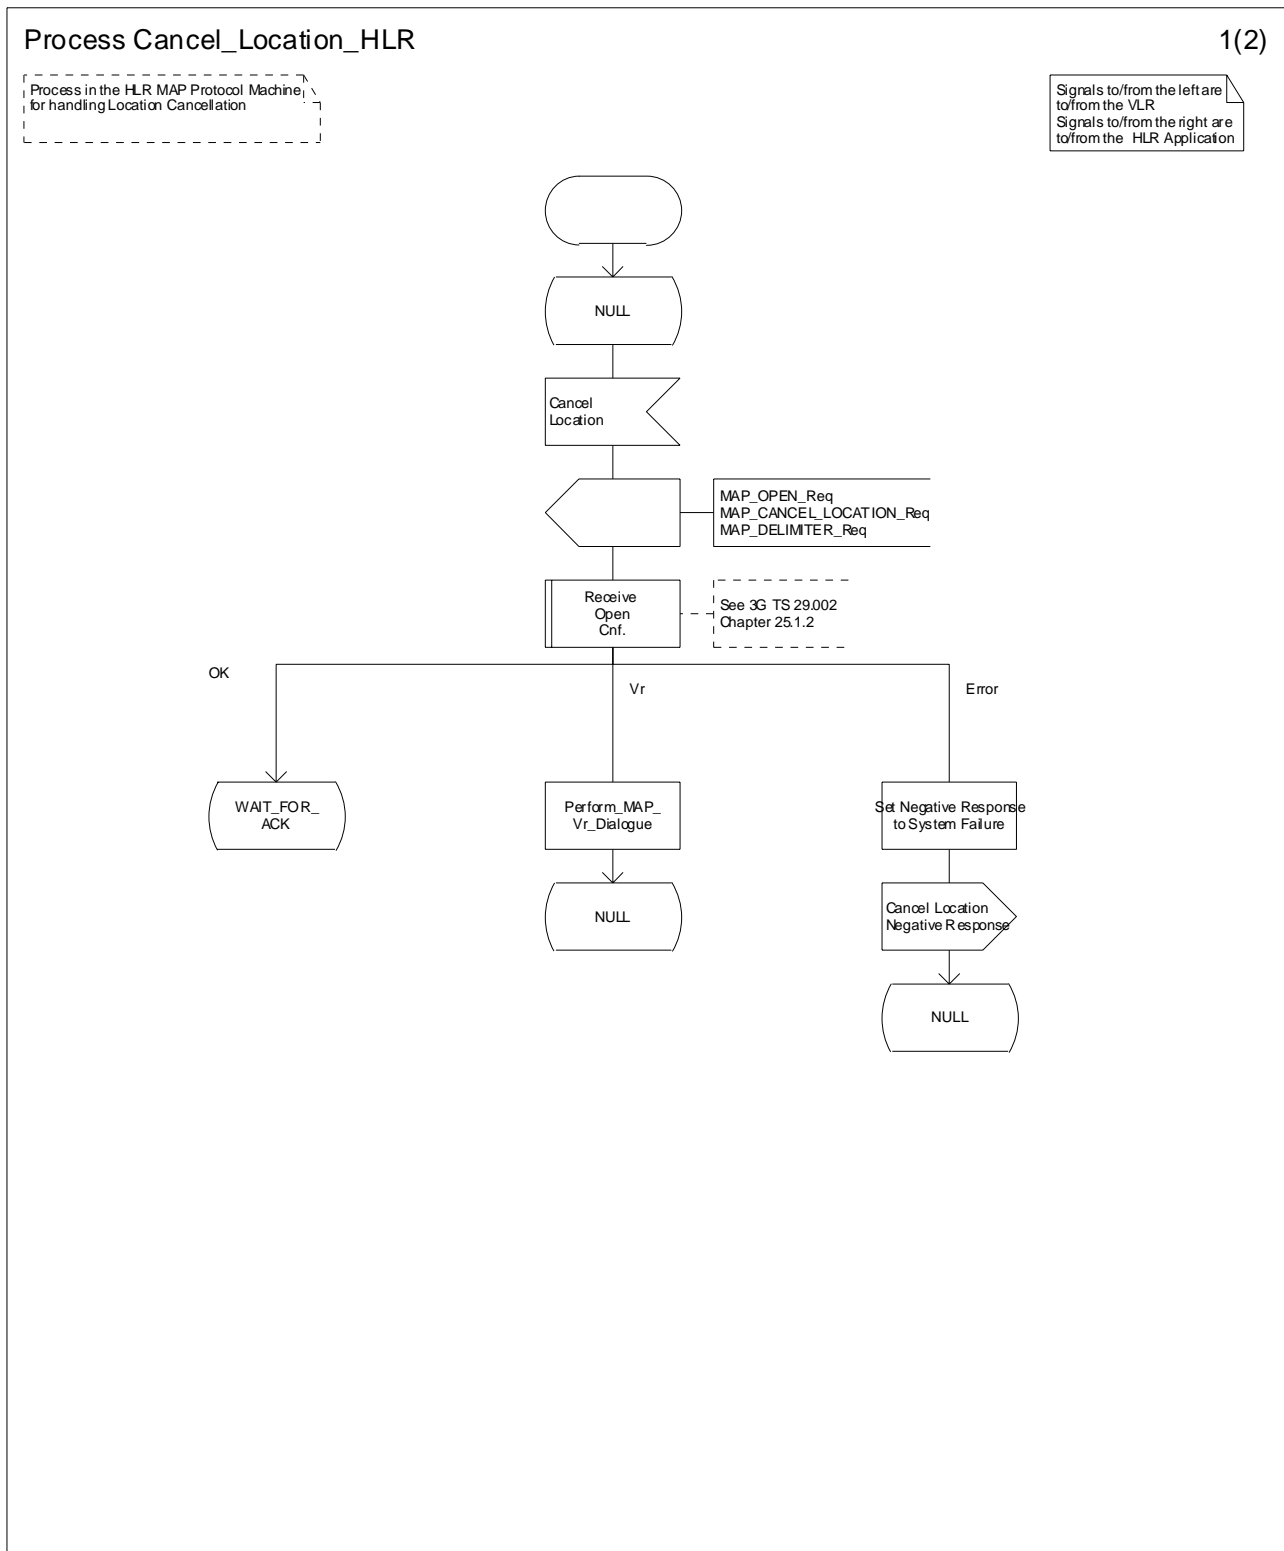 Process Cancel_Location_HLR
1(2)
Process in the HLR MAP Protocol Machine
for handling Location Cancellation
Signals to/from the left are
to/from the VLR
Signals to/from the right are
to/from the HLR Application
NULL
Cancel
Location
MAP_OPEN_Req
MAP_CANCEL_LOCATION_Req
MAP_DELIMITER_Req
Receive
Open
Cnf.
See 3G TS 29.002
Chapter 25.1.2
OK
Vr
Error
WAIT_FOR_
ACK
Perform_MAP_
Vr_Dialogue
Set Negative Response
to System Failure
NULL
Cancel Location
Negative Response
NULL